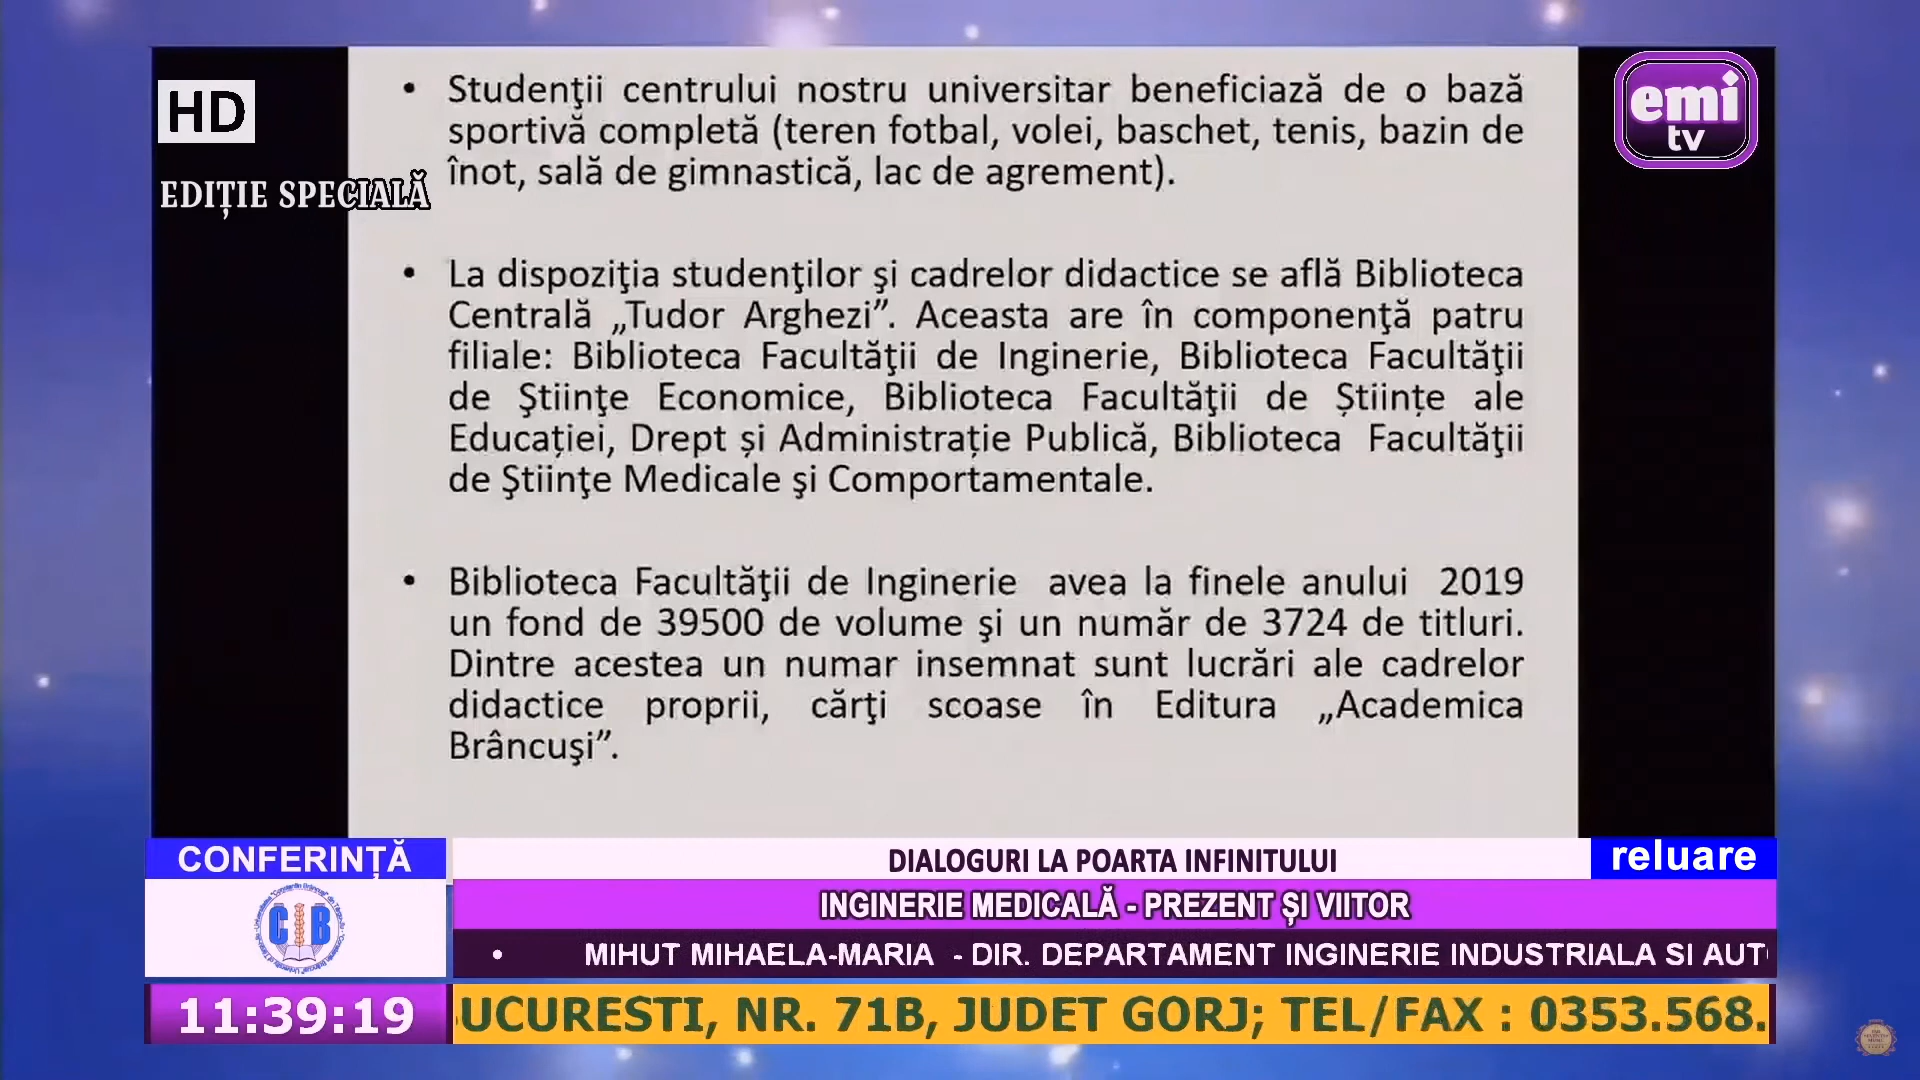 HD
EDIȚIE SPECIALĂ
emi
tv
• Studenţii centrului nostru universitar beneficiază de o bază
sportivă completă (teren fotbal, volei, baschet, tenis, bazin de
înot, sală de gimnastică, lac de agrement).
• La dispoziţia studenţilor şi cadrelor didactice se află Biblioteca
Centrală „Tudor Arghezi”. Aceasta are în componenţă patru
filiale: Biblioteca Facultăţii de Inginerie, Biblioteca Facultăţii
de Ştiinţe Economice, Biblioteca Facultăţii de Științe ale
Educației, Drept și Administrație Publică, Biblioteca Facultăţii
de Ştiinţe Medicale şi Comportamentale.
• Biblioteca Facultăţii de Inginerie avea la finele anului 2019
un fond de 39500 de volume şi un număr de 3724 de titluri.
Dintre acestea un numar insemnat sunt lucrări ale cadrelor
didactice proprii, cărţi scoase în Editura „Academica
Brâncuşi”.
CONFERINȚĂ
DIALOGURI LA POARTA INFINITULUI
reluare
INGINERIE MEDICALĂ - PREZENT ȘI VIITOR
CIB
• MIHUT MIHAELA-MARIA - DIR. DEPARTAMENT INGINERIE INDUSTRIALA SI AUT
11:39:19
UCURESTI, NR. 71B, JUDET GORJ; TEL/FAX : 0353.568.